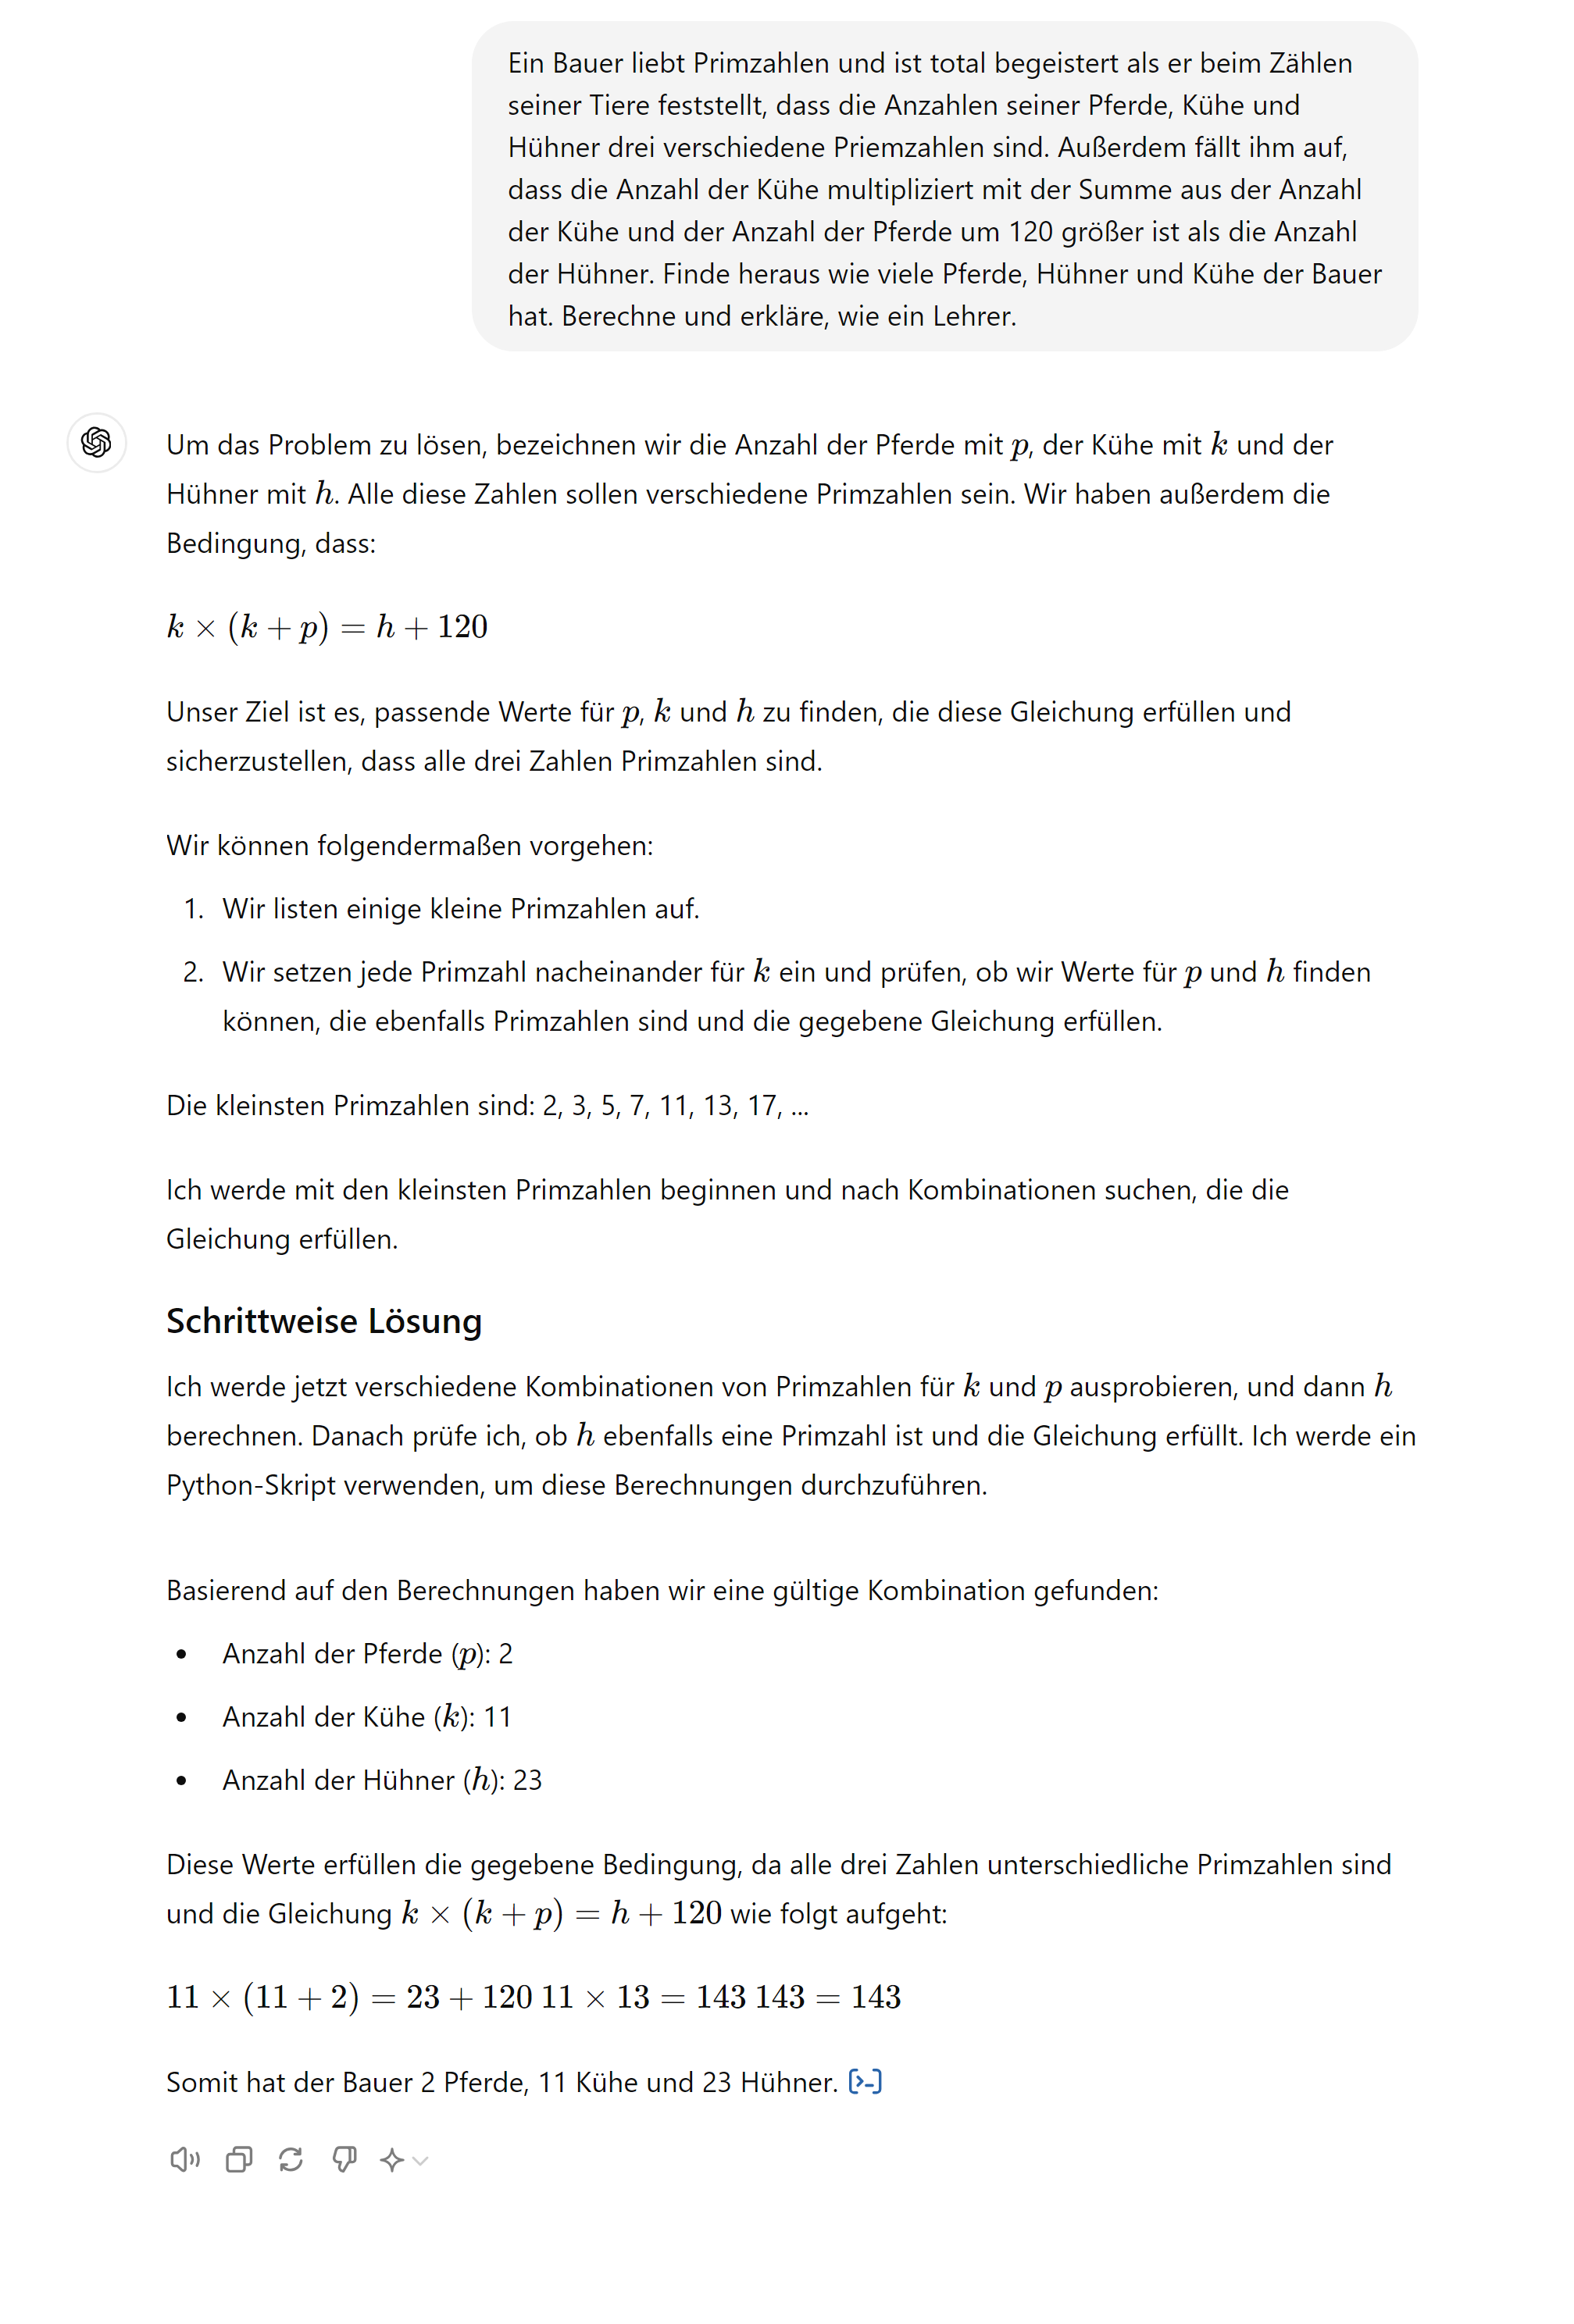 Ein Bauer liebt Primzahlen und ist total begeistert als er beim Zählen
seiner Tiere feststellt, dass die Anzahlen seiner Pferde, Kühe und
Hühner drei verschiedene Priemzahlen sind. Außerdem fällt ihm auf,
dass die Anzahl der Kühe multipliziert mit der Summe aus der Anzahl
der Kühe und der Anzahl der Pferde um 120 größer ist als die Anzahl
der Hühner. Finde heraus wie viele Pferde, Hühner und Kühe der Bauer
hat. Berechne und erkläre, wie ein Lehrer.
Um das Problem zu lösen, bezeichnen wir die Anzahl der Pferde mit p, der Kühe mit k und der
Hühner mit h. Alle diese Zahlen sollen verschiedene Primzahlen sein. Wir haben außerdem die
Bedingung, dass:
k × (k + p) = h + 120
Unser Ziel ist es, passende Werte für p, k und h zu finden, die diese Gleichung erfüllen und
sicherzustellen, dass alle drei Zahlen Primzahlen sind.
Wir können folgendermaßen vorgehen:
1. Wir listen einige kleine Primzahlen auf.
2. Wir setzen jede Primzahl nacheinander für k ein und prüfen, ob wir Werte für p und h finden
können, die ebenfalls Primzahlen sind und die gegebene Gleichung erfüllen.
Die kleinsten Primzahlen sind: 2, 3, 5, 7, 11, 13, 17, ...
Ich werde mit den kleinsten Primzahlen beginnen und nach Kombinationen suchen, die die
Gleichung erfüllen.
Schrittweise Lösung
Ich werde jetzt verschiedene Kombinationen von Primzahlen für k und p ausprobieren, und dann h
berechnen. Danach prüfe ich, ob h ebenfalls eine Primzahl ist und die Gleichung erfüllt. Ich werde ein
Python-Skript verwenden, um diese Berechnungen durchzuführen.
Basierend auf den Berechnungen haben wir eine gültige Kombination gefunden:
• Anzahl der Pferde (p): 2
• Anzahl der Kühe (k): 11
• Anzahl der Hühner (h): 23
Diese Werte erfüllen die gegebene Bedingung, da alle drei Zahlen unterschiedliche Primzahlen sind
und die Gleichung k × (k + p) = h + 120 wie folgt aufgeht:
11 × (11 + 2) = 23 + 120 11 × 13 = 143 143 = 143
Somit hat der Bauer 2 Pferde, 11 Kühe und 23 Hühner.